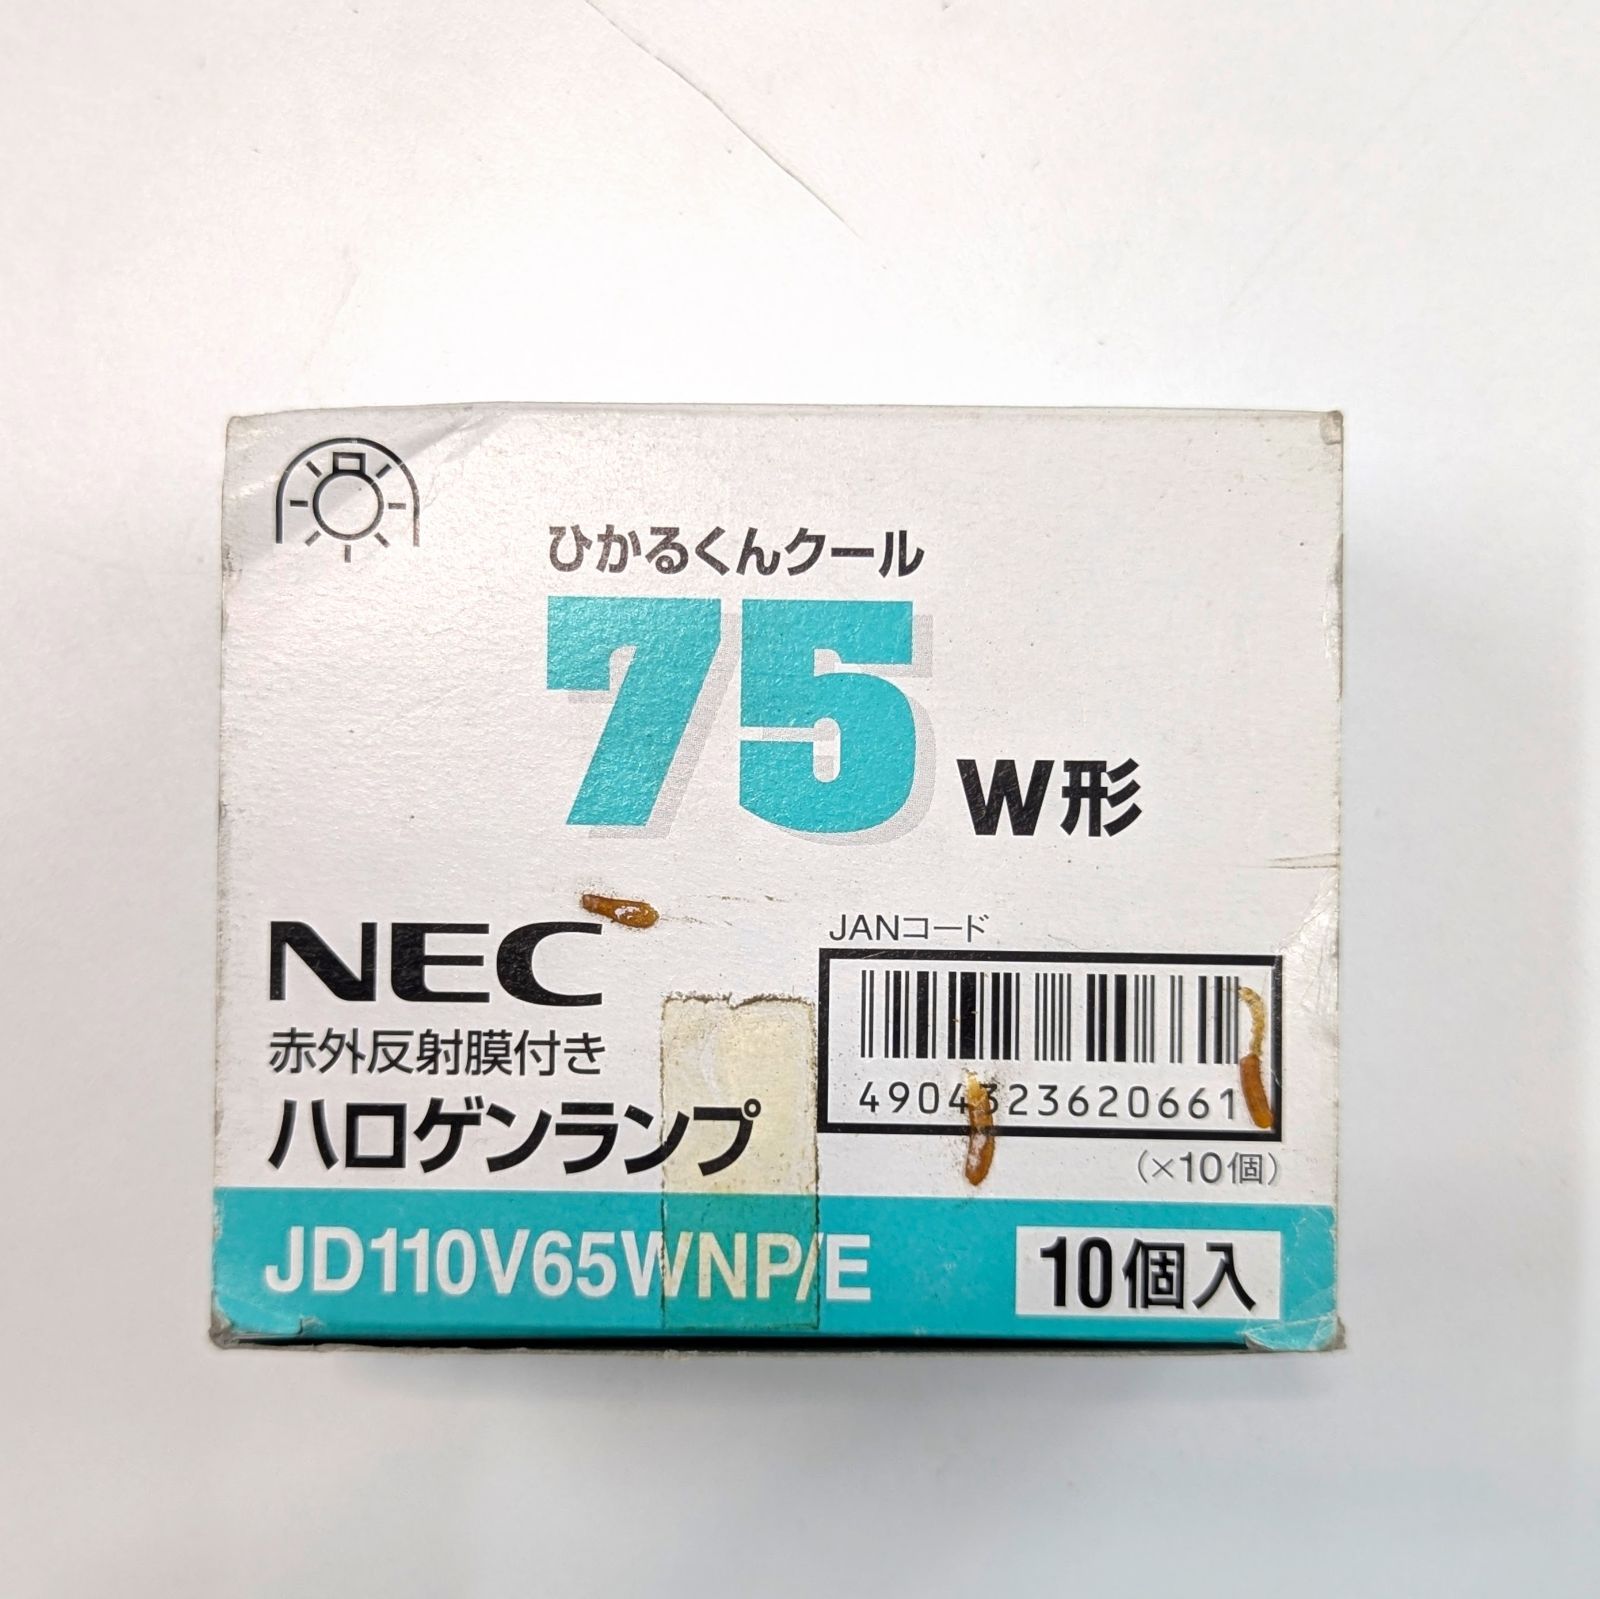 ひかるくんクール
75W形
NEC
赤外反射膜付き
ハロゲンランプ
JANコード
4904323620661
(×10個)
JD110V65WNP/E
10個入